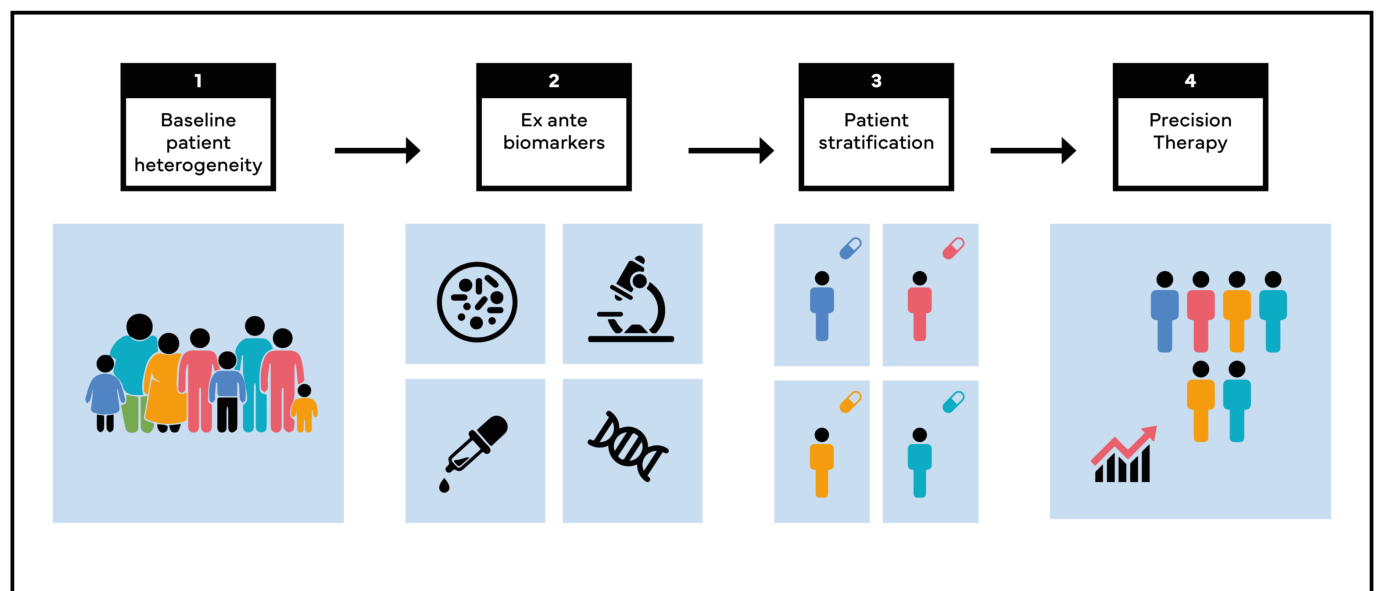 1
Baseline
patient
heterogeneity
2
Ex ante
biomarkers
3
Patient
stratification
4
Precision
Therapy